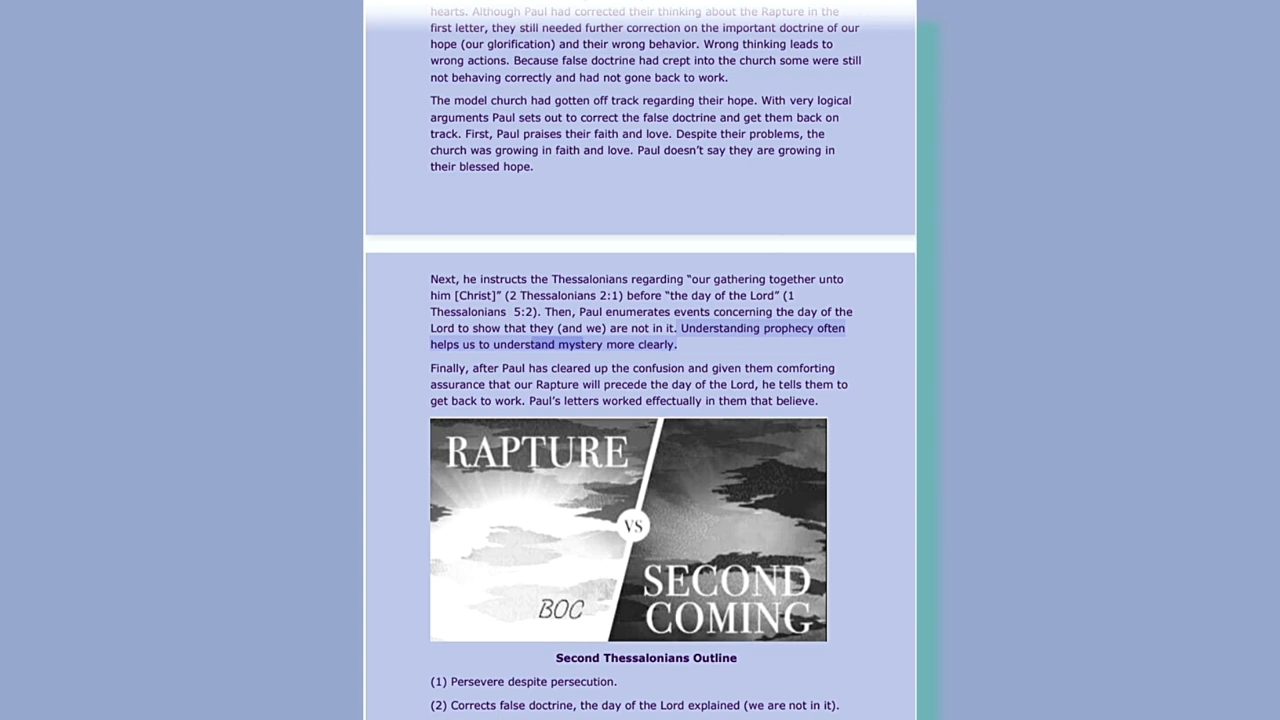 hearts. Although Paul had corrected their thinking about the Rapture in the
first letter, they still needed further correction on the important doctrine of our
hope (our glorification) and their wrong behavior. Wrong thinking leads to
wrong actions. Because false doctrine had crept into the church some were still
not behaving correctly and had not gone back to work.
The model church had gotten off track regarding their hope. With very logical
arguments Paul sets out to correct the false doctrine and get them back on
track. First, Paul praises their faith and love. Despite their problems, the
church was growing in faith and love. Paul doesn’t say they are growing in
their blessed hope.
Next, he instructs the Thessalonians regarding “our gathering together unto
him [Christ]” (2 Thessalonians 2:1) before “the day of the Lord” (1
Thessalonians  5:2). Then, Paul enumerates events concerning the day of the
Lord to show that they (and we) are not in it. Understanding prophecy often
helps us to understand mystery more clearly.
Finally, after Paul has cleared up the confusion and given them comforting
assurance that our Rapture will precede the day of the Lord, he tells them to
get back to work. Paul’s letters worked effectually in them that believe.
RAPTURE
VS
BOC
SECOND
COMING
Second Thessalonians Outline
(1) Persevere despite persecution.
(2) Corrects false doctrine, the day of the Lord explained (we are not in it).